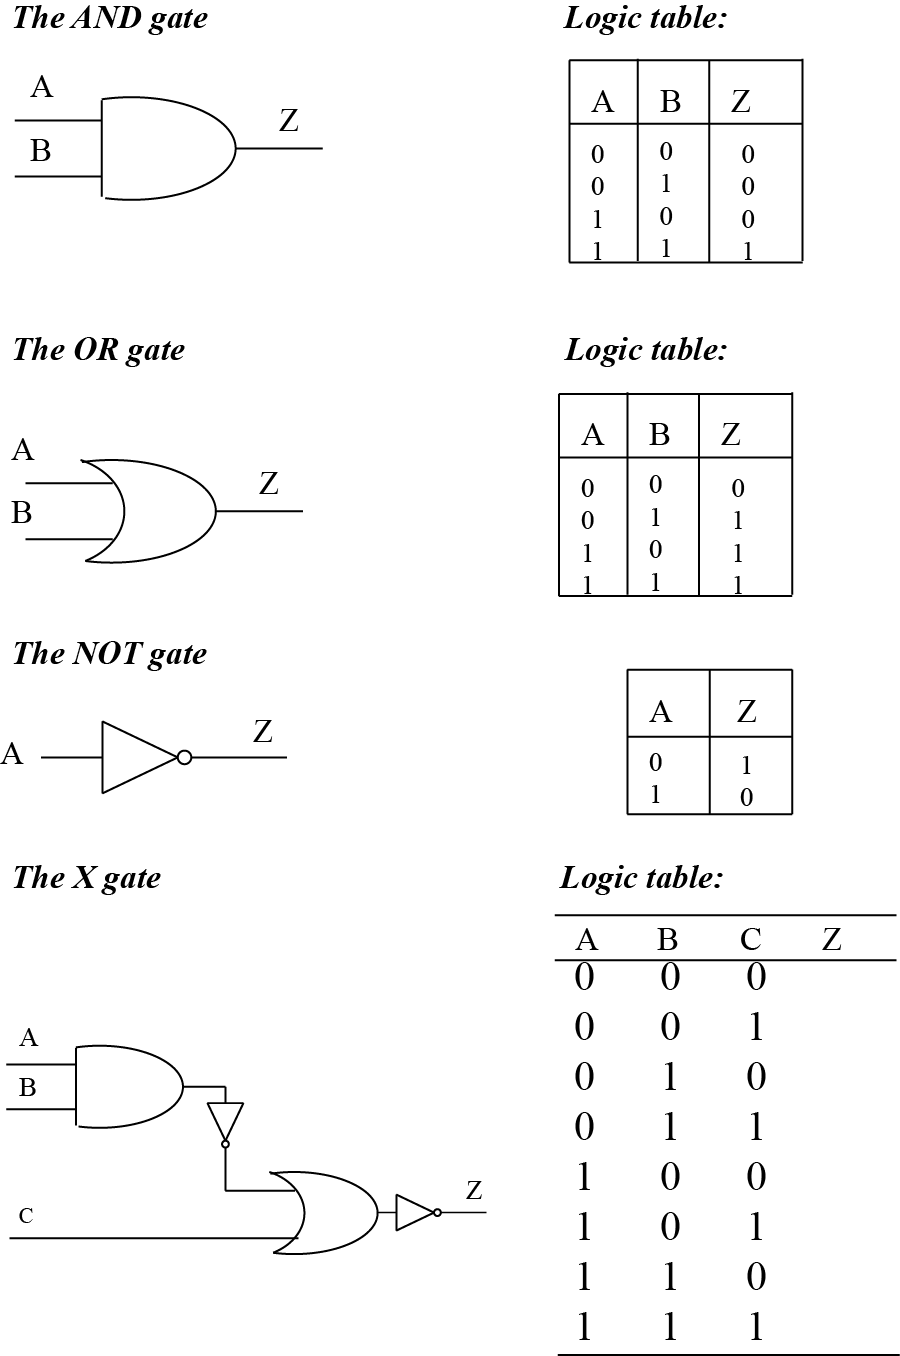 The AND gate
Logic table:
A
B
Z
A B Z
0 0 0
0 1 0
1 0 0
1 1 1
The OR gate
Logic table:
A
B
Z
A B Z
0 0 0
0 1 1
1 0 1
1 1 1
The NOT gate
A
Z
A Z
0 1
1 0
The X gate
Logic table:
A
B
C
Z
A B C Z
0 0 0
0 0 1
0 1 0
0 1 1
1 0 0
1 0 1
1 1 0
1 1 1